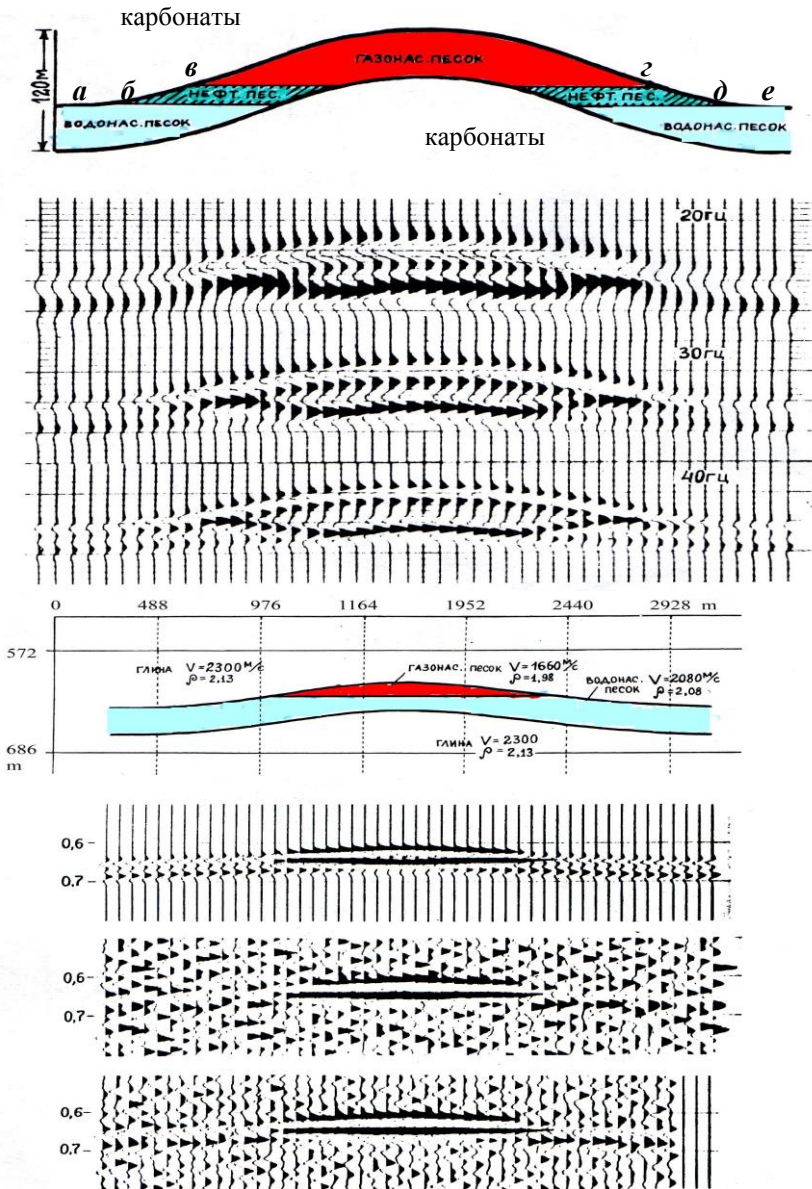 карбонаты
ГАЗОНАС. ПЕСОК
120м
а б в г д е
НЕФТ. ПЕС. НЕФТ. ПЕС.
ВОДОНАС. ПЕСОК ВОДОНАС. ПЕСОК
карбонаты
20гц
30гц
40гц
0 488 976 1164 1952 2440 2928 m
572
ГЛИНА V=2300 М/с
ρ=2,13
ГАЗОНАС. ПЕСОК V=1660 М/с
ρ=1,98
ВОДОНАС. ПЕСОК V=2080 М/с
ρ=2,08
ГЛИНА V=2300
ρ=2,13
686
m
0,6
0.7
0,6
0,7
0,6
0,7